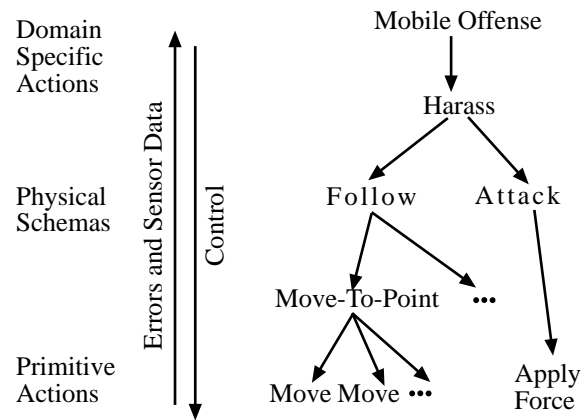 Domain
Specific
Actions
Mobile Offense
Harass
Errors and Sensor Data
Control
Physical
Schemas
Follow
Attack
Move-To-Point
•••
Primitive
Actions
Move Move •••
Apply
Force